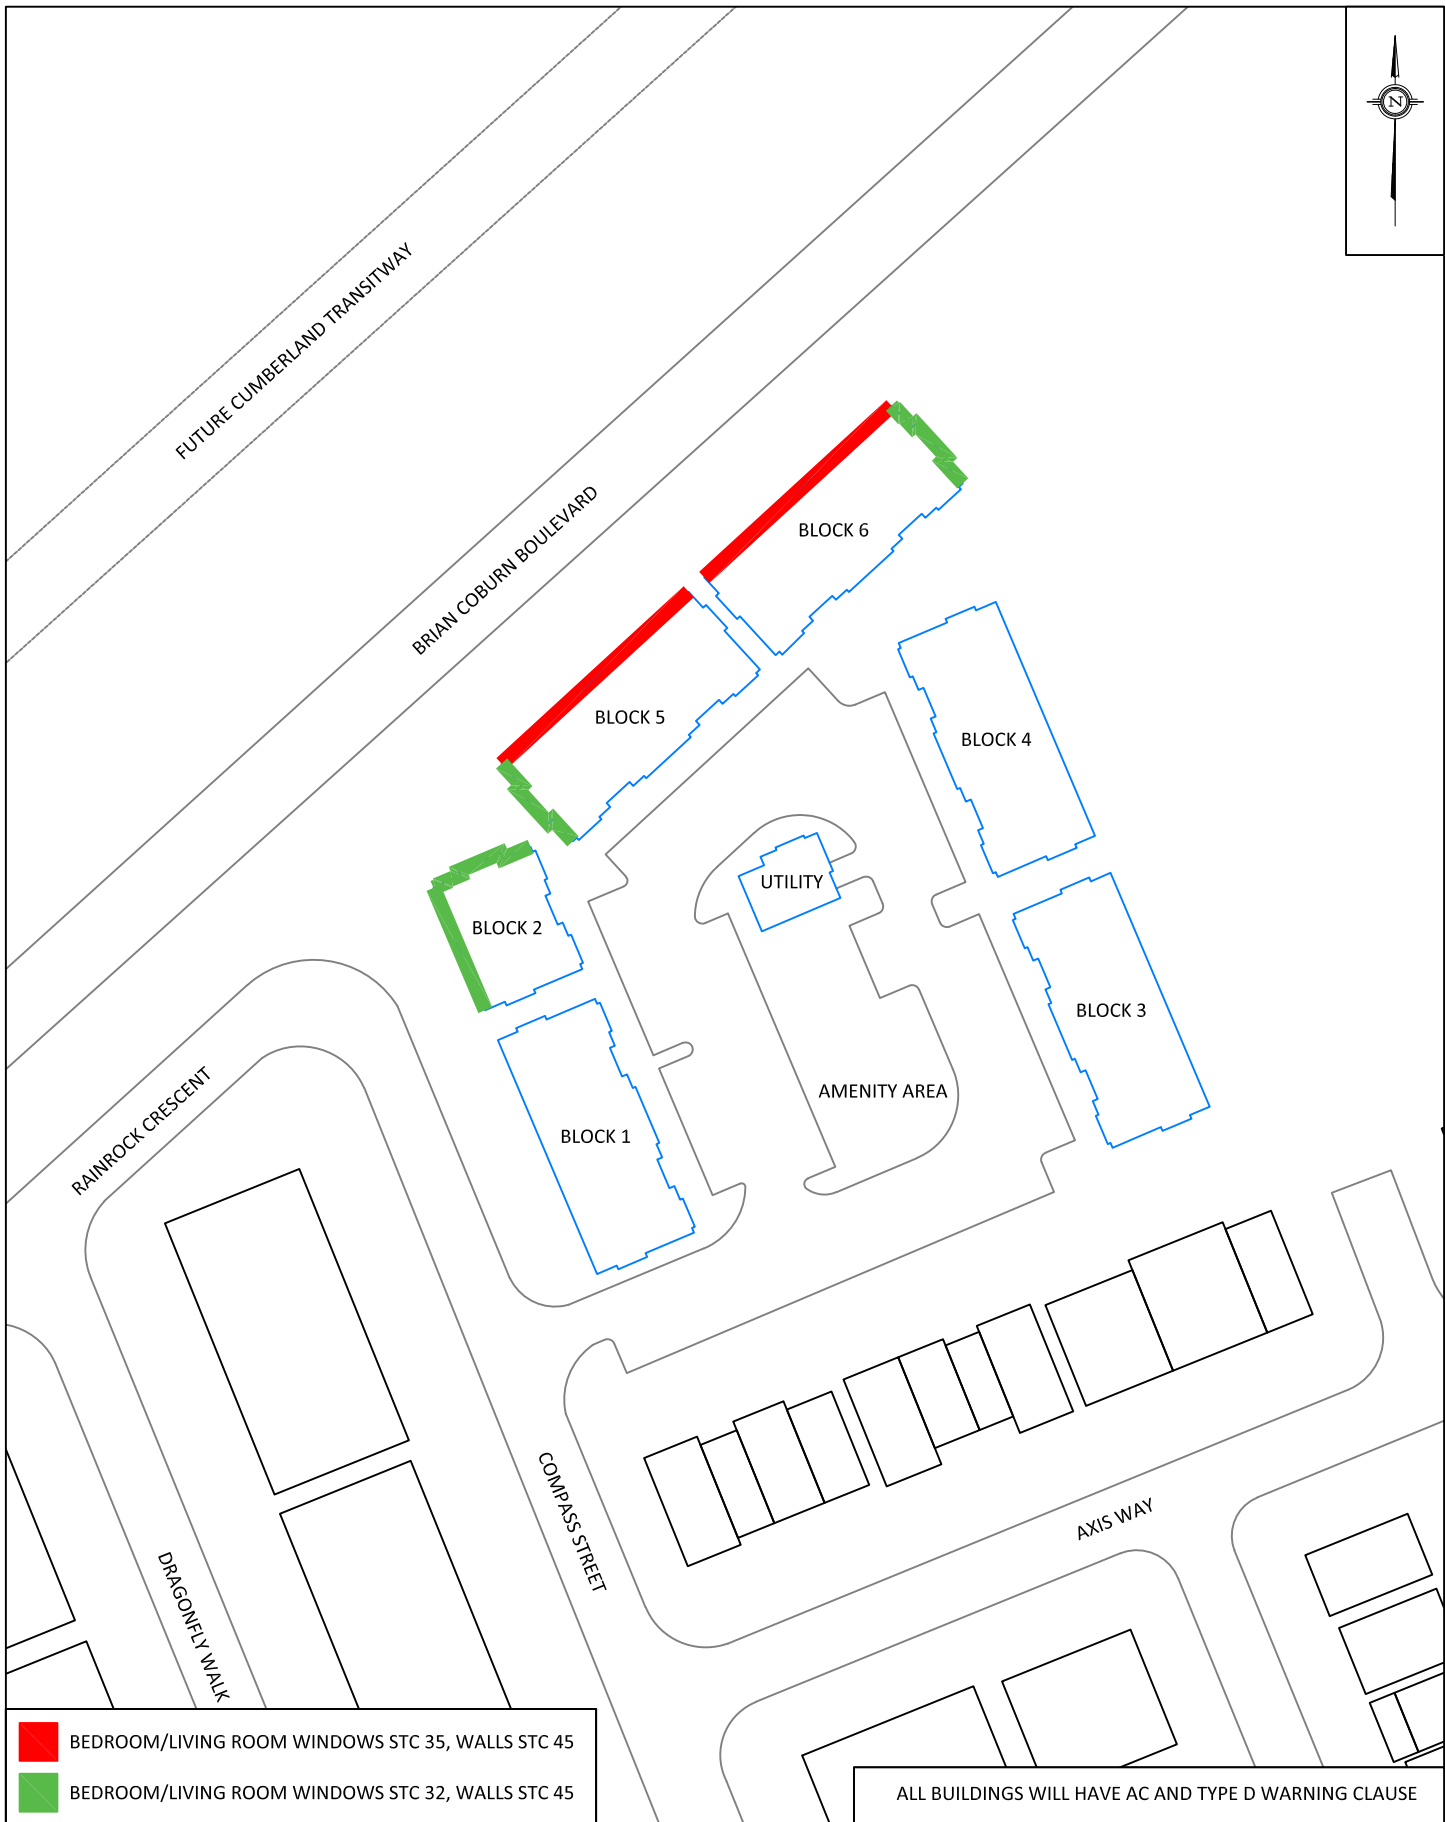 N
FUTURE CUMBERLAND TRANSITWAY
BRIAN COBURN BOULEVARD
BLOCK 6
BLOCK 5
BLOCK 4
UTILITY
BLOCK 2
BLOCK 3
AMENITY AREA
RAINROCK CRESCENT
BLOCK 1
COMPASS STREET
AXIS WAY
DRAGONFLY WALK
BEDROOM/LIVING ROOM WINDOWS STC 35, WALLS STC 45
BEDROOM/LIVING ROOM WINDOWS STC 32, WALLS STC 45
ALL BUILDINGS WILL HAVE AC AND TYPE D WARNING CLAUSE